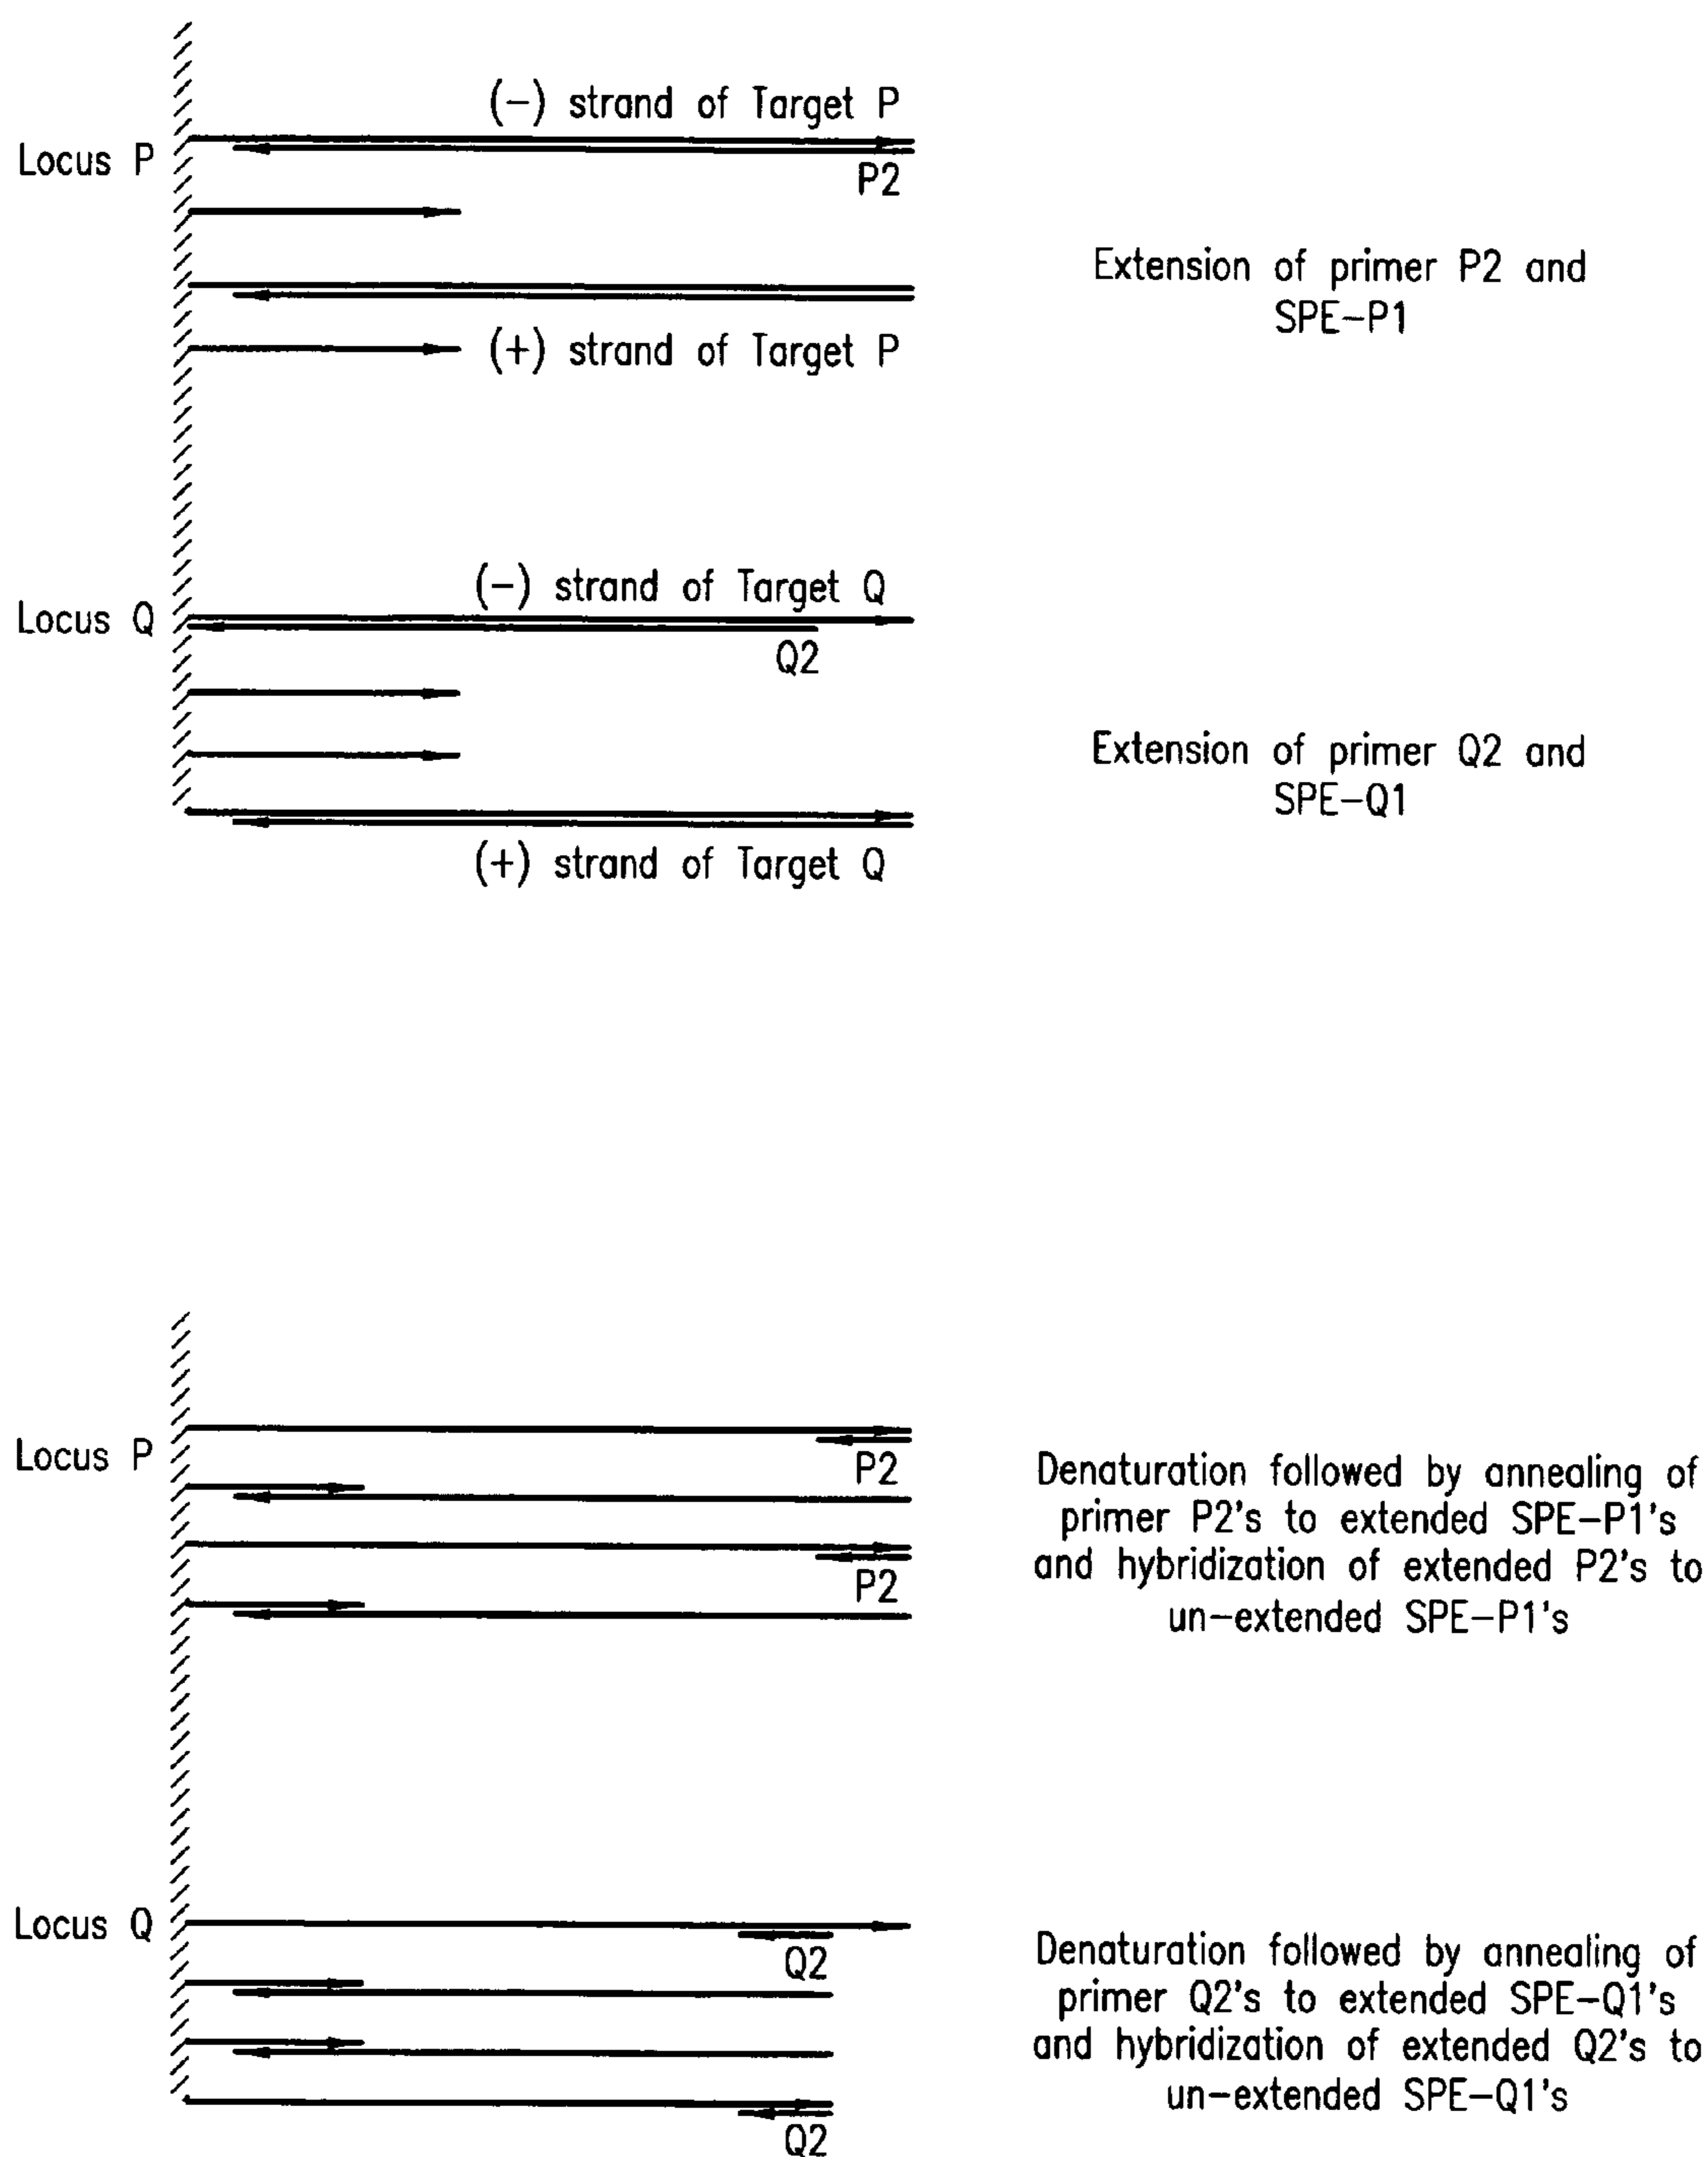 (−) strand of Target P
Locus P
P2
Extension of primer P2 and
SPE−P1
(+) strand of Target P
(−) strand of Target Q
Locus Q
Q2
Extension of primer Q2 and
SPE−Q1
(+) strand of Target Q
Locus P
P2
P2
Denaturation followed by annealing of
primer P2's to extended SPE−P1's
and hybridization of extended P2's to
un−extended SPE−P1's
Locus Q
Q2
Q2
Denaturation followed by annealing of
primer Q2's to extended SPE−Q1's
and hybridization of extended Q2's to
un−extended SPE−Q1's